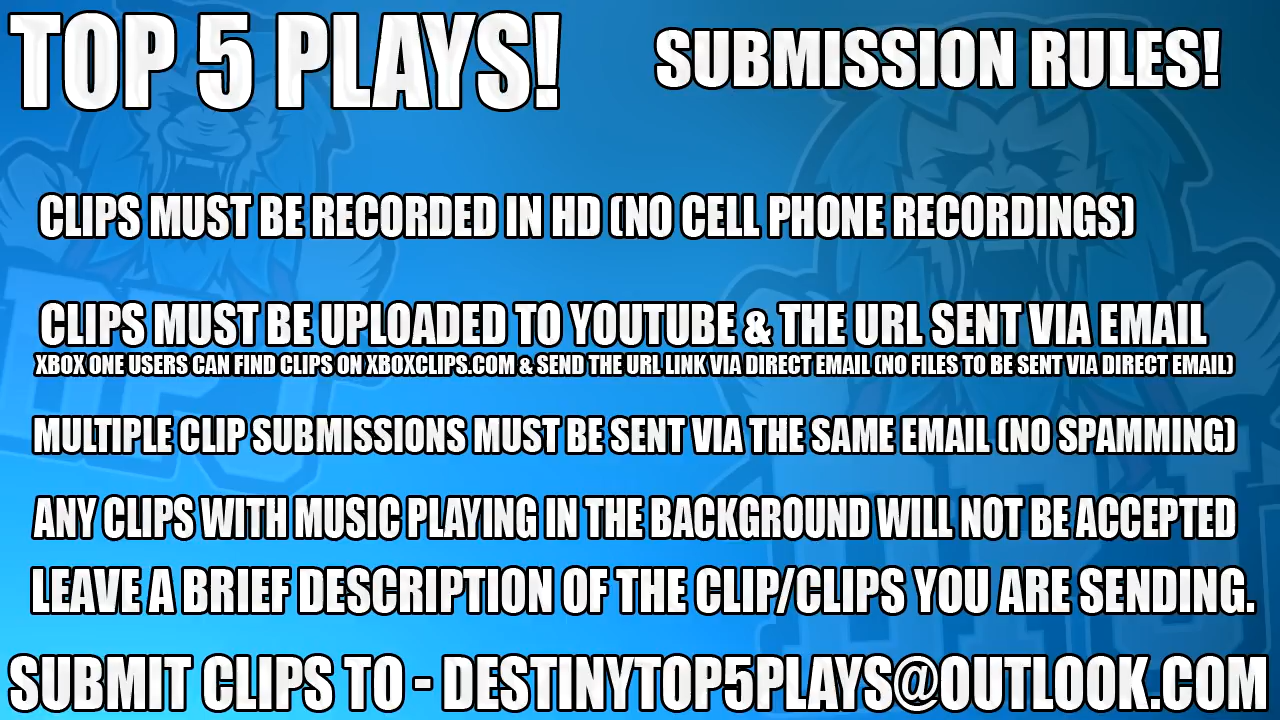 TOP 5 PLAYS!
SUBMISSION RULES!
CLIPS MUST BE RECORDED IN HD (NO CELL PHONE RECORDINGS)
CLIPS MUST BE UPLOADED TO YOUTUBE & THE URL SENT VIA EMAIL
XBOX ONE USERS CAN FIND CLIPS ON XBOXCLIPS.COM & SEND THE URL LINK VIA DIRECT EMAIL (NO FILES TO BE SENT VIA DIRECT EMAIL)
MULTIPLE CLIP SUBMISSIONS MUST BE SENT VIA THE SAME EMAIL (NO SPAMMING)
ANY CLIPS WITH MUSIC PLAYING IN THE BACKGROUND WILL NOT BE ACCEPTED
LEAVE A BRIEF DESCRIPTION OF THE CLIP/CLIPS YOU ARE SENDING.
SUBMIT CLIPS TO - DESTINYTOP5PLAYS@OUTLOOK.COM